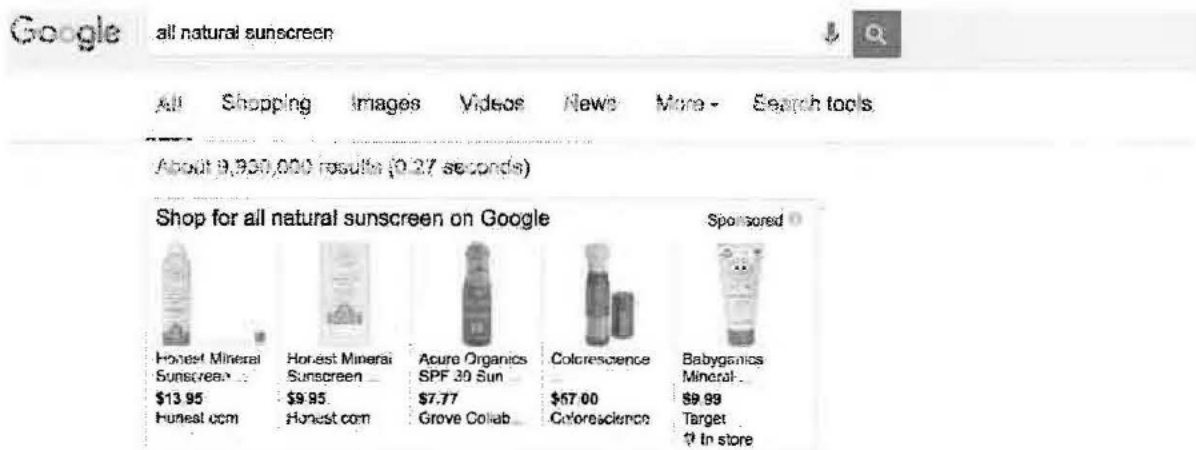 Google all natural sunscreen
All Shopping Images Videos News More Search tools
About 9,930,000 results (0.27 seconds)
Shop for all natural sunscreen on Google Sponsored
Honest Mineral Sunscreen ...
$13.95
Honest.com
Honest Mineral Sunscreen ...
$9.95
Honest.com
Acure Organics SPF 30 Sun ...
$7.77
Grove Collab...
Colorescience ...
$67.00
Colorescience
Babyganics Mineral ...
$9.99
Target
In store